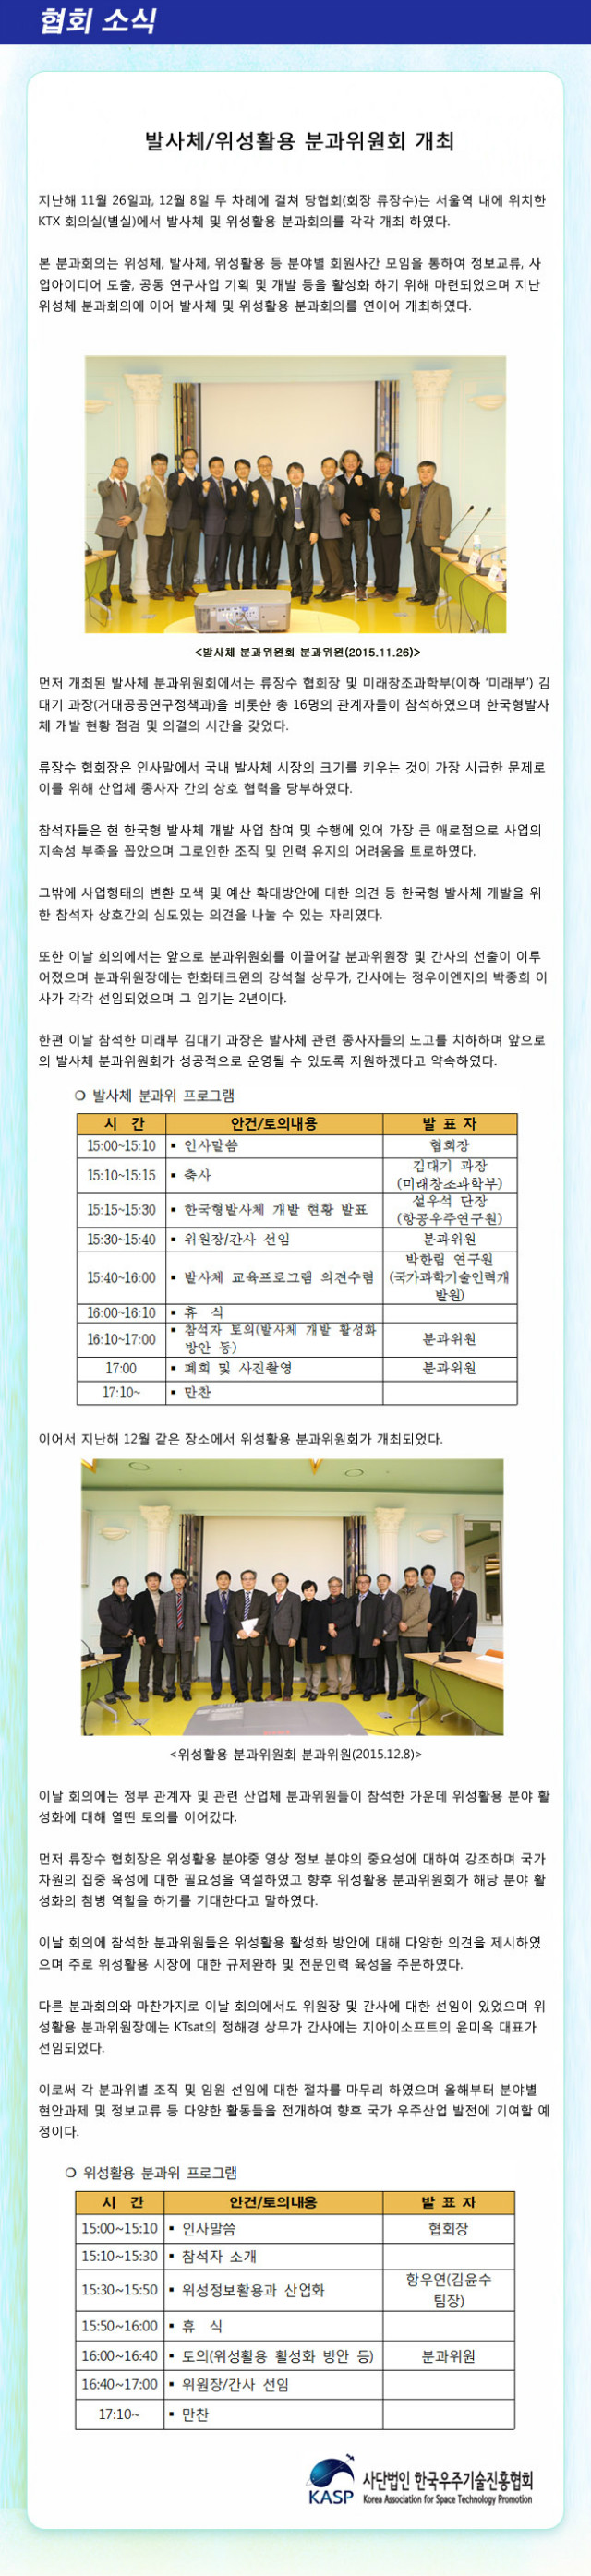 협회 소식
발사체/위성활용 분과위원회 개최
지난해 11월 26일과, 12월 8일 두 차례에 걸쳐 당협회(회장 류장수)는 서울역 내에 위치한
KTX 회의실(별실)에서 발사체 및 위성활용 분과회의를 각각 개최 하였다.
본 분과회의는 위성체, 발사체, 위성활용 등 분야별 회원사간 모임을 통하여 정보교류, 사
업아이디어 도출, 공동 연구사업 기획 및 개발 등을 활성화 하기 위해 마련되었으며 지난
위성체 분과회의에 이어 발사체 및 위성활용 분과회의를 연이어 개최하였다.
<발사체 분과위원회 분과위원(2015.11.26)>
먼저 개최된 발사체 분과위원회에서는 류장수 협회장 및 미래창조과학부(이하 '미래부') 김
대기 과장(거대공공연구정책과)을 비롯한 총 16명의 관계자들이 참석하였으며 한국형발사
체 개발 현황 점검 및 의결의 시간을 갖었다.
류장수 협회장은 인사말에서 국내 발사체 시장의 크기를 키우는 것이 가장 시급한 문제로
이를 위해 산업체 종사자 간의 상호 협력을 당부하였다.
참석자들은 현 한국형 발사체 개발 사업 참여 및 수행에 있어 가장 큰 애로점으로 사업의
지속성 부족을 꼽았으며 그로인한 조직 및 인력 유지의 어려움을 토로하였다.
그밖에 사업형태의 변환 모색 및 예산 확대방안에 대한 의견 등 한국형 발사체 개발을 위
한 참석자 상호간의 심도있는 의견을 나눌 수 있는 자리였다.
또한 이날 회의에서는 앞으로 분과위원회를 이끌어갈 분과위원장 및 간사의 선출이 이루
어졌으며 분과위원장에는 한화테크윈의 강석철 상무가, 간사에는 정우이엔지의 박종희 이
사가 각각 선임되었으며 그 임기는 2년이다.
한편 이날 참석한 미래부 김대기 과장은 발사체 관련 종사자들의 노고를 치하하며 앞으로
의 발사체 분과위원회가 성공적으로 운영될 수 있도록 지원하겠다고 약속하였다.
❍ 발사체 분과위 프로그램
시 간 안건/토의내용 발 표 자
15:00~15:10 ▪ 인사말씀 협회장
15:10~15:15 ▪ 축사 김대기 과장
(미래창조과학부)
15:15~15:30 ▪ 한국형발사체 개발 현황 발표 설우석 단장
(항공우주연구원)
15:30~15:40 ▪ 위원장/간사 선임 분과위원
15:40~16:00 ▪ 발사체 교육프로그램 의견수렴 박한림 연구원
(국가과학기술인력개
발원)
16:00~16:10 ▪ 휴 식
16:10~17:00 ▪ 참석자 토의(발사체 개발 활성화
방안 등) 분과위원
17:00 ▪ 폐회 및 사진촬영 분과위원
17:10~ ▪ 만찬
이어서 지난해 12월 같은 장소에서 위성활용 분과위원회가 개최되었다.
<위성활용 분과위원회 분과위원(2015.12.8)>
이날 회의에는 정부 관계자 및 관련 산업체 분과위원들이 참석한 가운데 위성활용 분야 활
성화에 대해 열띤 토의를 이어갔다.
먼저 류장수 협회장은 위성활용 분야중 영상 정보 분야의 중요성에 대하여 강조하며 국가
차원의 집중 육성에 대한 필요성을 역설하였고 향후 위성활용 분과위원회가 해당 분야 활
성화의 첨병 역할을 하기를 기대한다고 말하였다.
이날 회의에 참석한 분과위원들은 위성활용 활성화 방안에 대해 다양한 의견을 제시하였
으며 주로 위성활용 시장에 대한 규제완하 및 전문인력 육성을 주문하였다.
다른 분과회의와 마찬가지로 이날 회의에서도 위원장 및 간사에 대한 선임이 있었으며 위
성활용 분과위원장에는 KTsat의 정해경 상무가 간사에는 지아이소프트의 윤미옥 대표가
선임되었다.
이로써 각 분과위별 조직 및 임원 선임에 대한 절차를 마무리 하였으며 올해부터 분야별
현안과제 및 정보교류 등 다양한 활동들을 전개하여 향후 국가 우주산업 발전에 기여할 예
정이다.
❍ 위성활용 분과위 프로그램
시 간 안건/토의내용 발 표 자
15:00~15:10 ▪ 인사말씀 협회장
15:10~15:30 ▪ 참석자 소개
15:30~15:50 ▪ 위성정보활용과 산업화 항우연(김윤수
팀장)
15:50~16:00 ▪ 휴 식
16:00~16:40 ▪ 토의(위성활용 활성화 방안 등) 분과위원
16:40~17:00 ▪ 위원장/간사 선임
17:10~ ▪ 만찬
KASP 사단법인 한국우주기술진흥협회
Korea Association for Space Technology Promotion